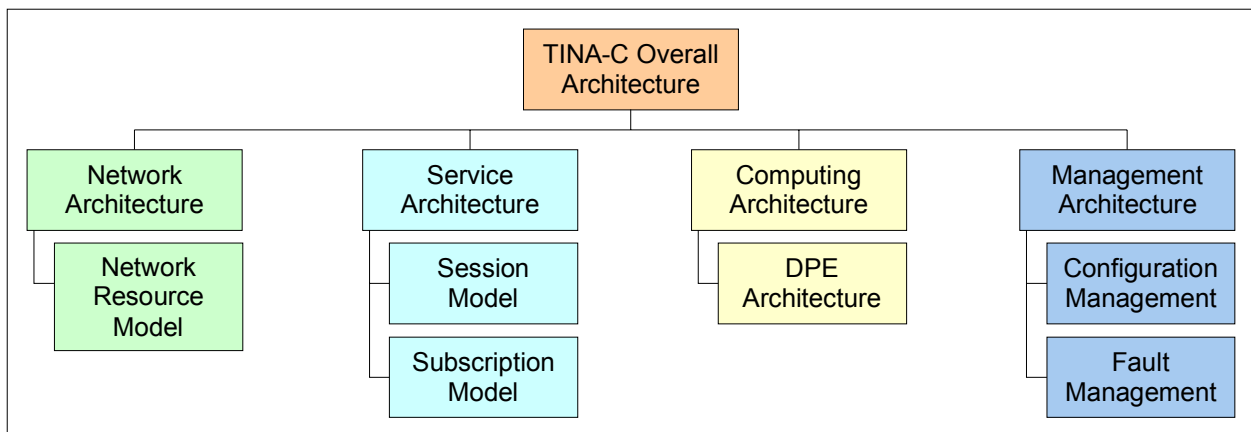 TINA-C Overall
Architecture
Network
Architecture
Network
Resource
Model
Service
Architecture
Session
Model
Subscription
Model
Computing
Architecture
DPE
Architecture
Management
Architecture
Configuration
Management
Fault
Management